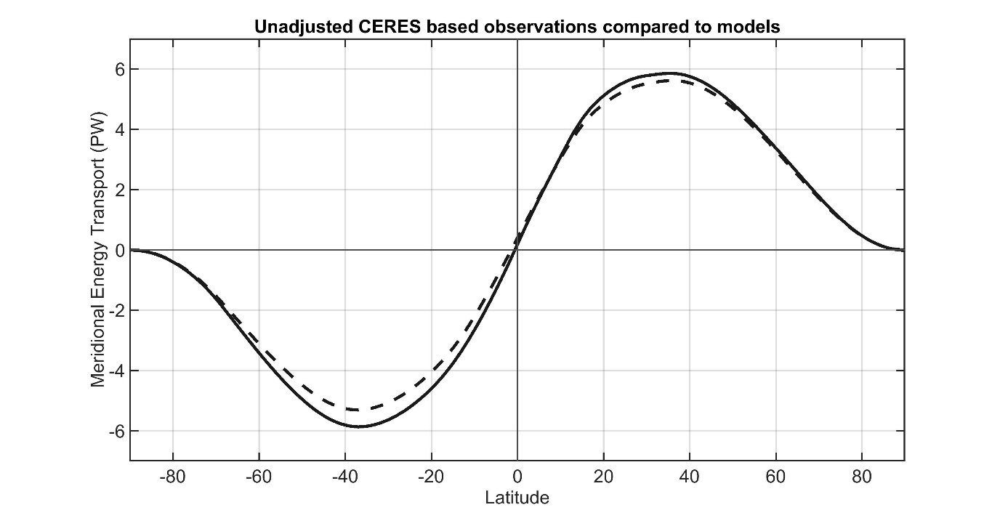 Unadjusted CERES based observations compared to models
Meridional Energy Transport (PW)
6
4
2
0
-2
-4
-6
-80 -60 -40 -20 0 20 40 60 80
Latitude